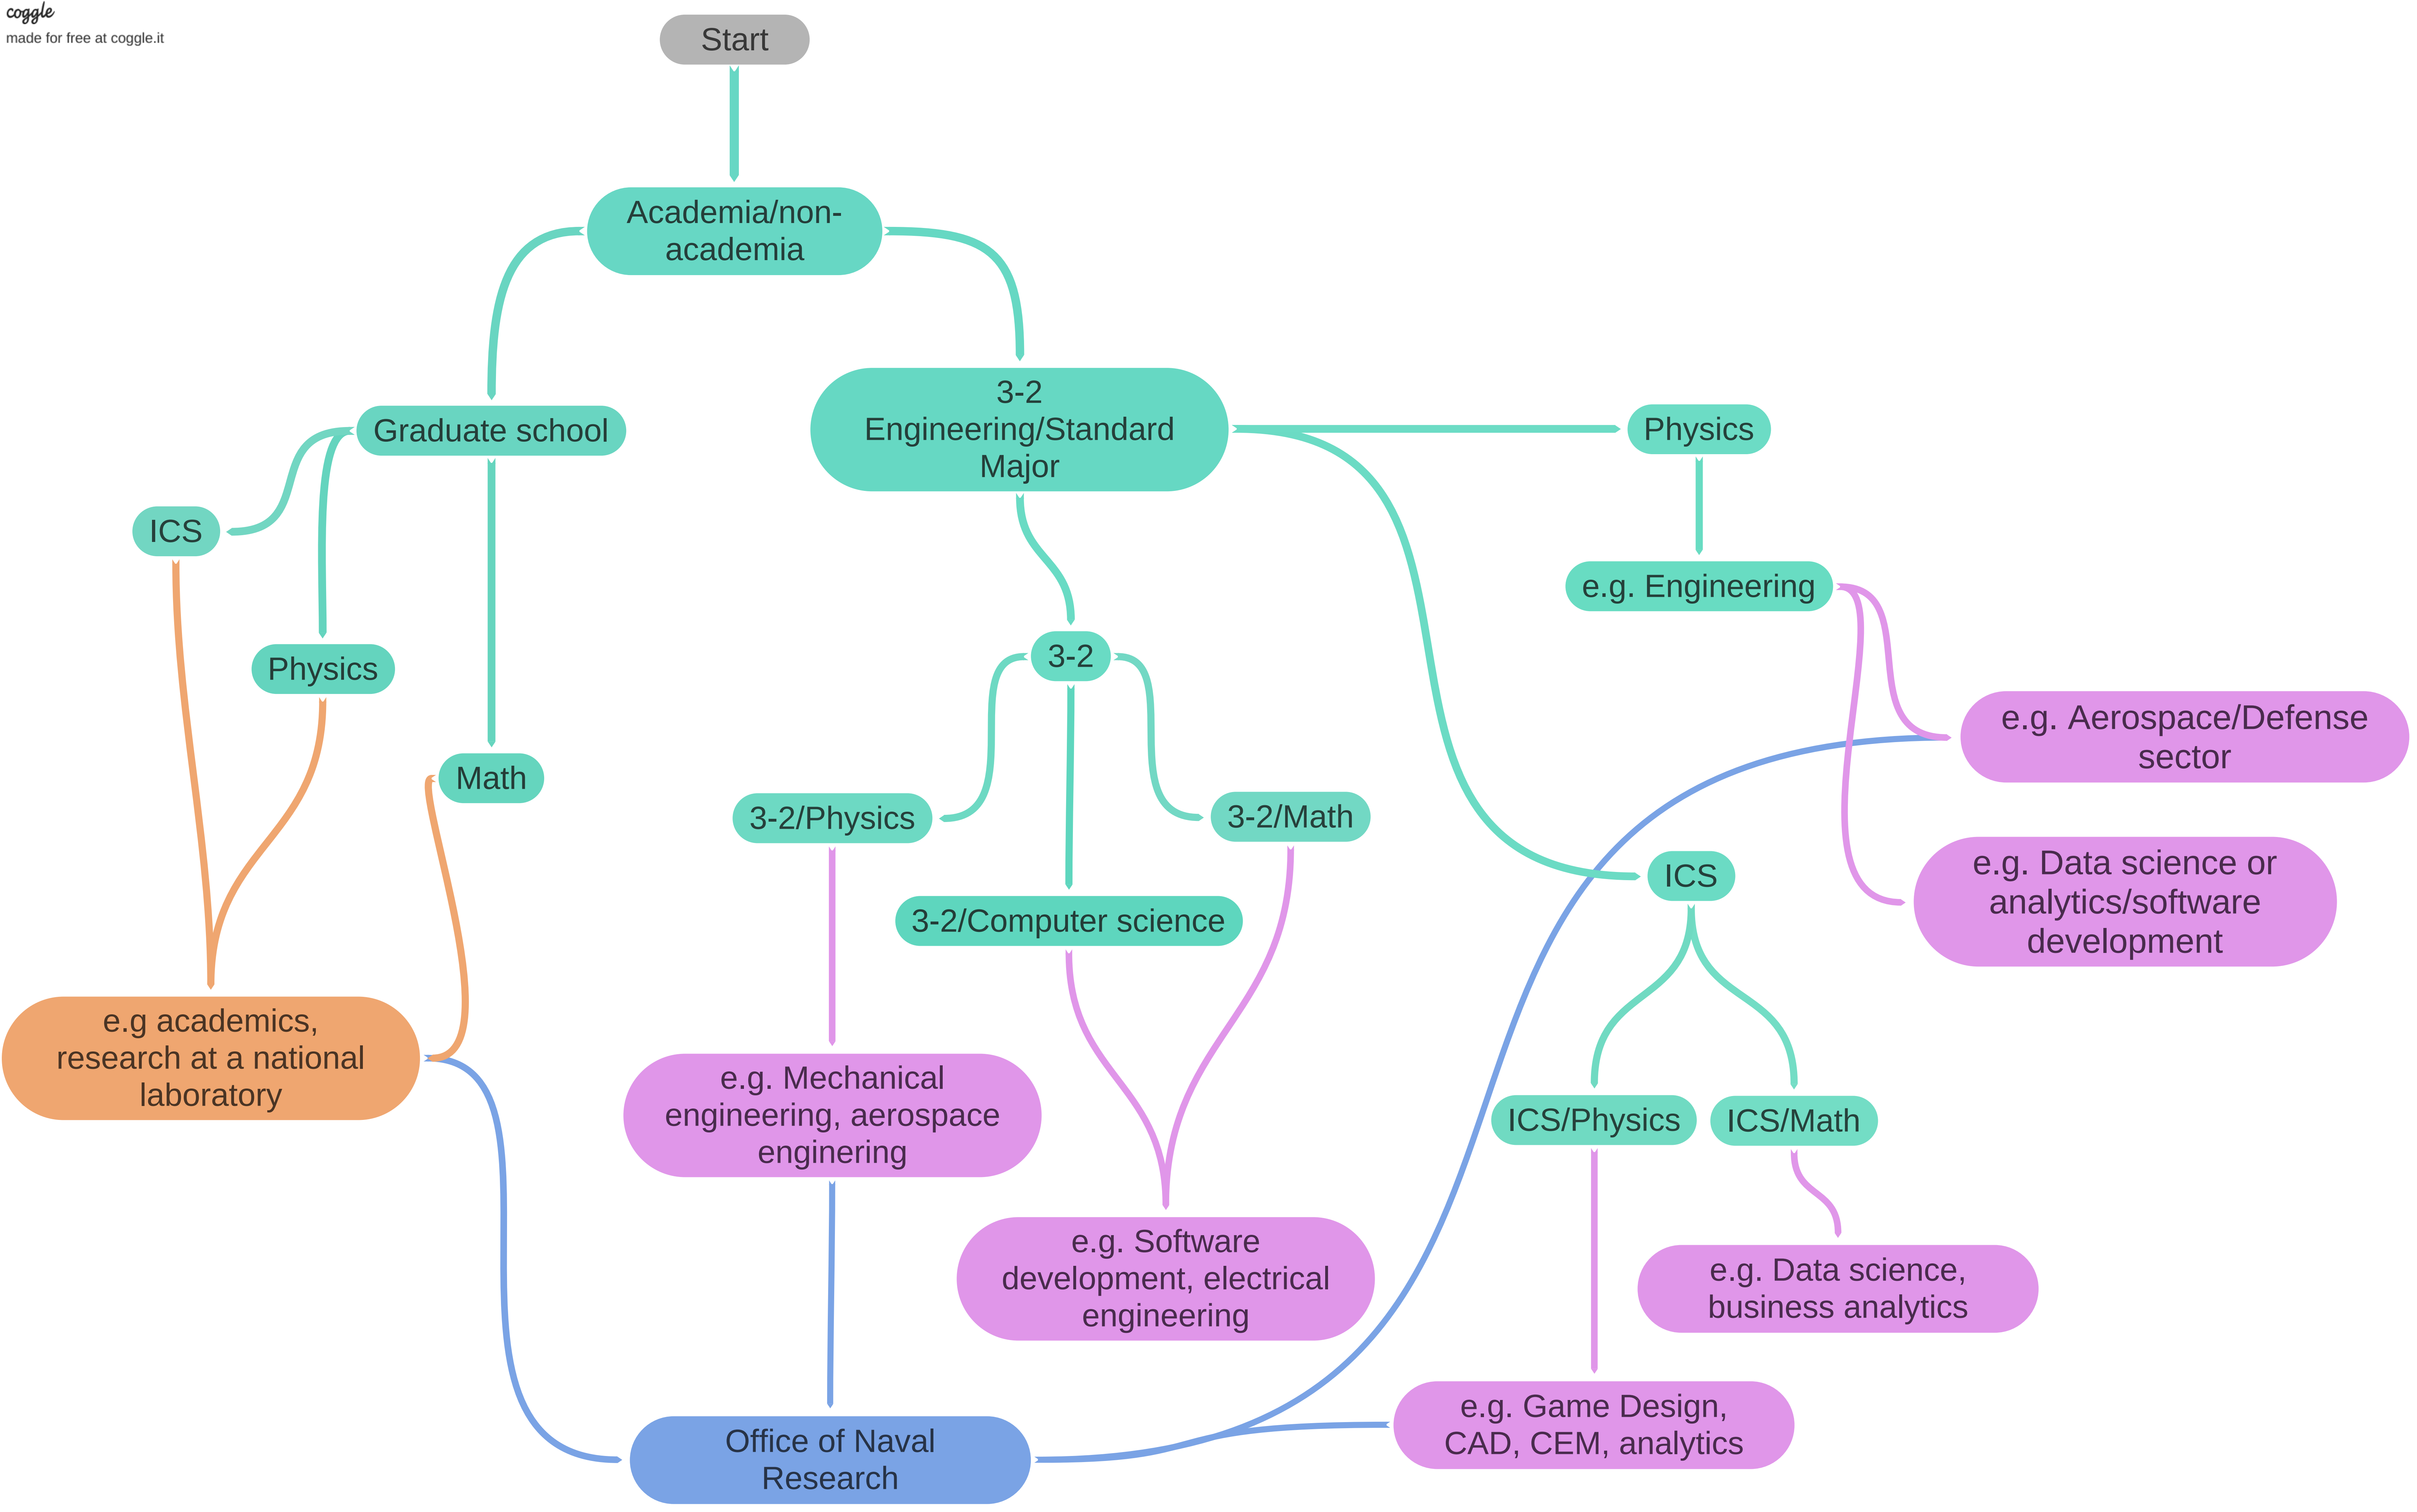 coggle
made for free at coggle.it
Start
Academia/non-
academia
Graduate school
3-2
Engineering/Standard
Major
Physics
ICS
e.g. Engineering
Physics
3-2
e.g. Aerospace/Defense
sector
Math
3-2/Physics
3-2/Math
3-2/Computer science
ICS
e.g. Data science or
analytics/software
development
e.g academics,
research at a national
laboratory
e.g. Mechanical
engineering, aerospace
enginering
ICS/Physics
ICS/Math
e.g. Software
development, electrical
engineering
e.g. Data science,
business analytics
Office of Naval
Research
e.g. Game Design,
CAD, CEM, analytics